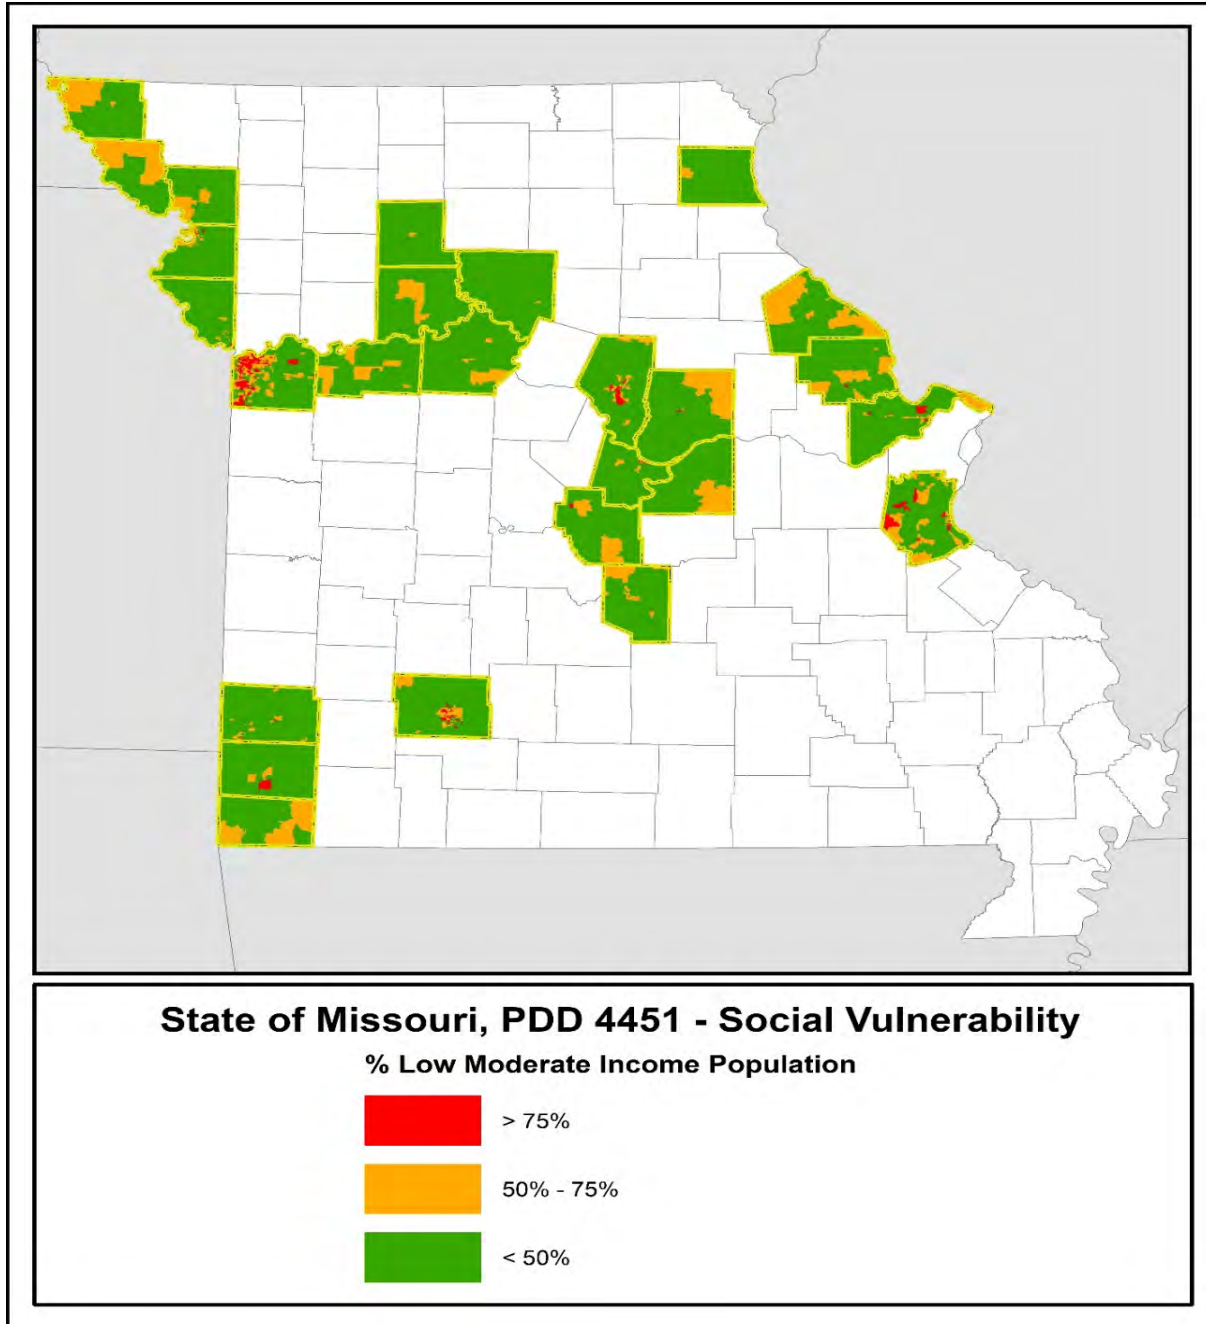 State of Missouri, PDD 4451 - Social Vulnerability
% Low Moderate Income Population
> 75%
50% - 75%
< 50%